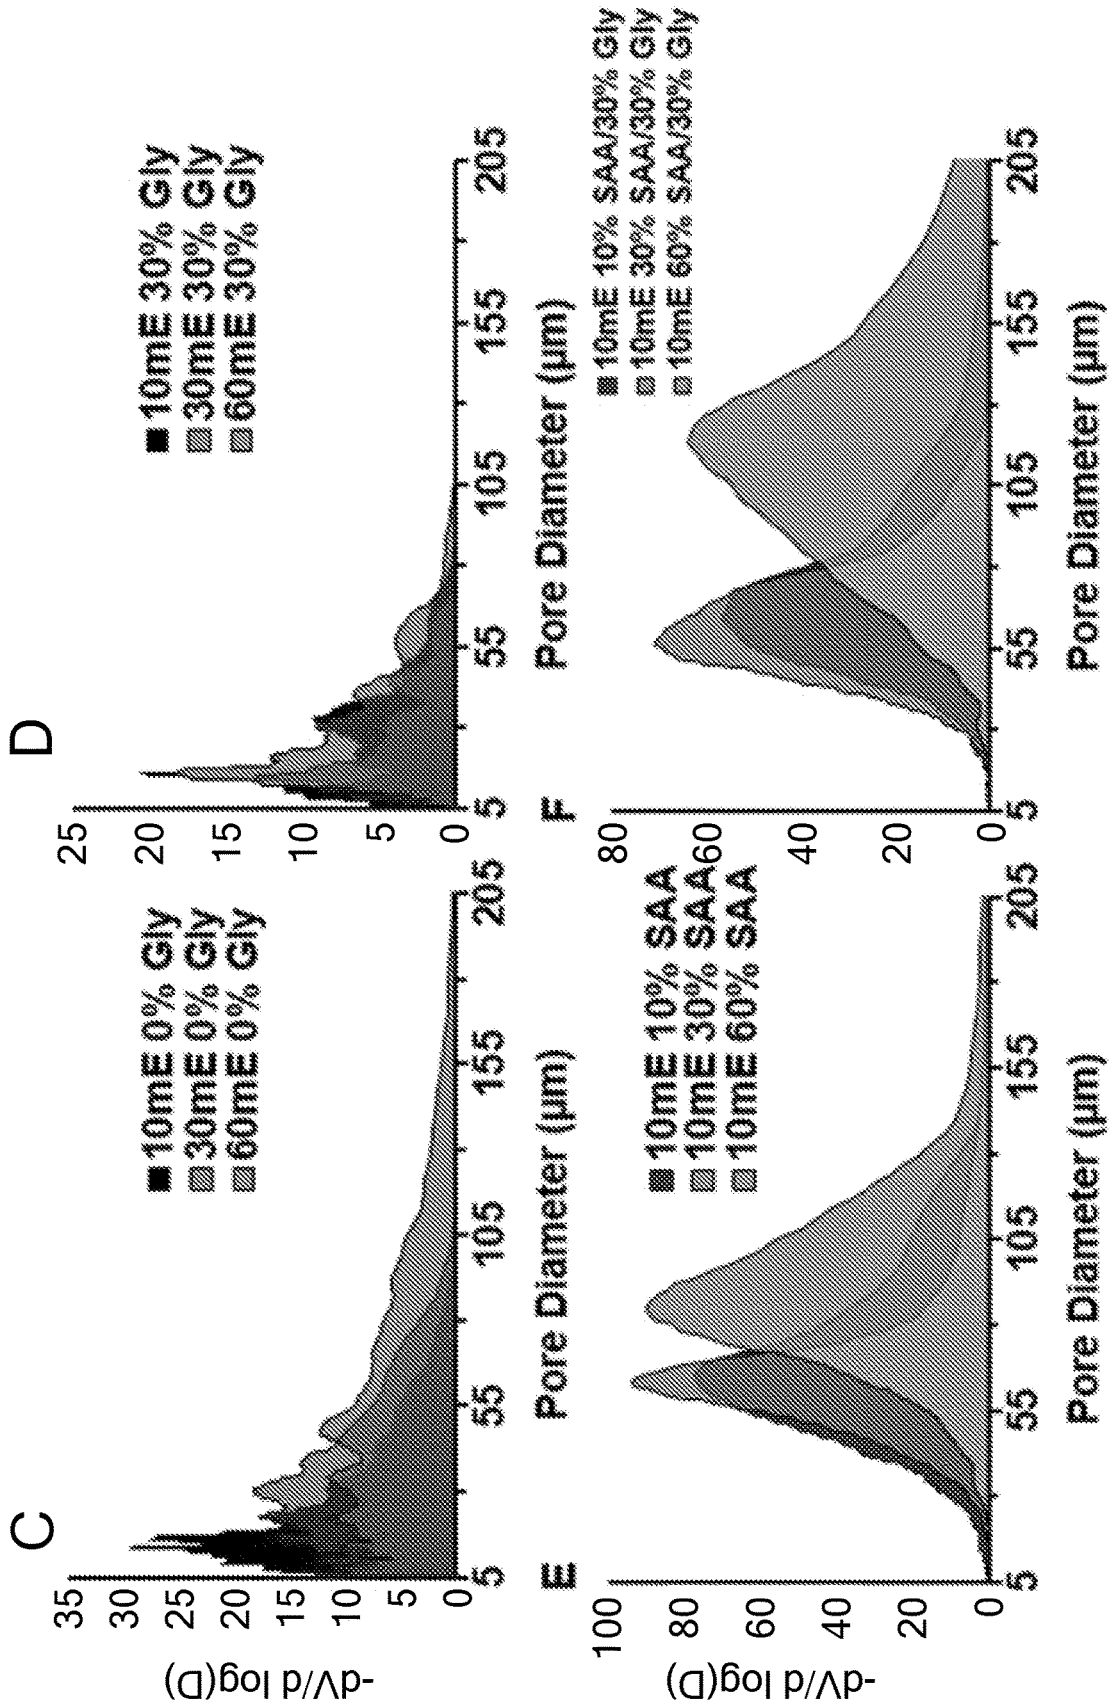 C
-dV/d log(D)
35
30
25
20
15
10
5
0
10mE 0% Gly
30mE 0% Gly
60mE 0% Gly
5
55
105
155
205
Pore Diameter (µm)
D
25
20
15
10
5
0
10mE 30% Gly
30mE 30% Gly
60mE 30% Gly
5
55
105
155
205
Pore Diameter (µm)
E
-dV/d log(D)
100
80
60
40
20
0
10mE 10% SAA
10mE 30% SAA
10mE 60% SAA
5
55
105
155
205
Pore Diameter (µm)
F
80
60
40
20
0
10mE 10% SAA/30% Gly
10mE 30% SAA/30% Gly
10mE 60% SAA/30% Gly
5
55
105
155
205
Pore Diameter (µm)